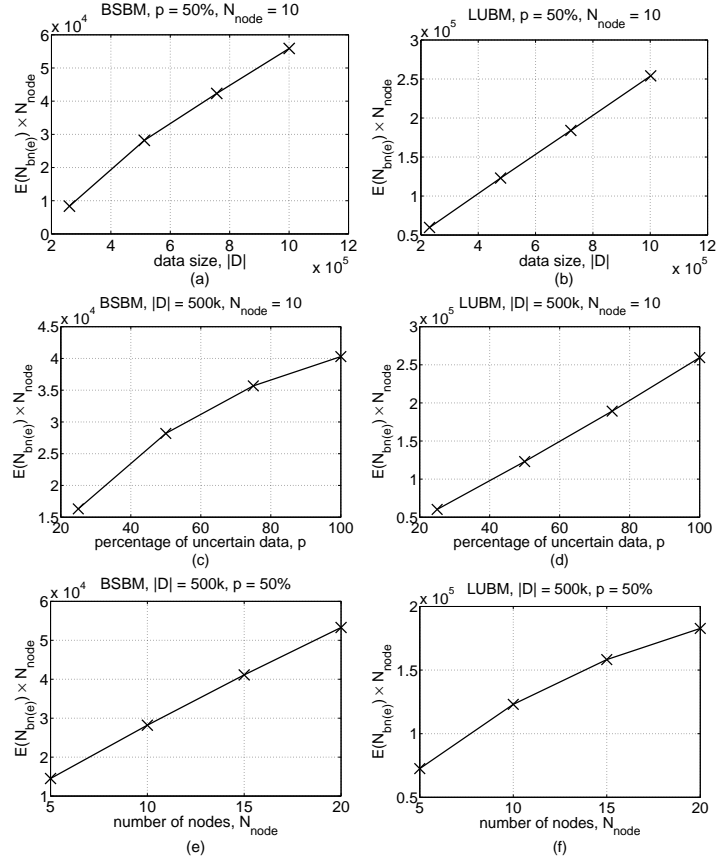 BSBM, p = 50%, N_node = 10
x 10^4
6
5
4
3
2
1
0
E(N_bn(e)) × N_node
2 4 6 8 10 12
x 10^5
data size, |D|
(a)
LUBM, p = 50%, N_node = 10
x 10^5
3
2.5
2
1.5
1
0.5
E(N_bn(e)) × N_node
2 4 6 8 10 12
x 10^5
data size, |D|
(b)
BSBM, |D| = 500k, N_node = 10
x 10^4
4.5
4
3.5
3
2.5
2
1.5
E(N_bn(e)) × N_node
20 40 60 80 100
percentage of uncertain data, p
(c)
LUBM, |D| = 500k, N_node = 10
x 10^5
3
2.5
2
1.5
1
0.5
E(N_bn(e)) × N_node
20 40 60 80 100
percentage of uncertain data, p
(d)
BSBM, |D| = 500k, p = 50%
x 10^4
6
5
4
3
2
1
E(N_bn(e)) × N_node
5 10 15 20
number of nodes, N_node
(e)
LUBM, |D| = 500k, p = 50%
x 10^5
2
1.5
1
0.5
E(N_bn(e)) × N_node
5 10 15 20
number of nodes, N_node
(f)